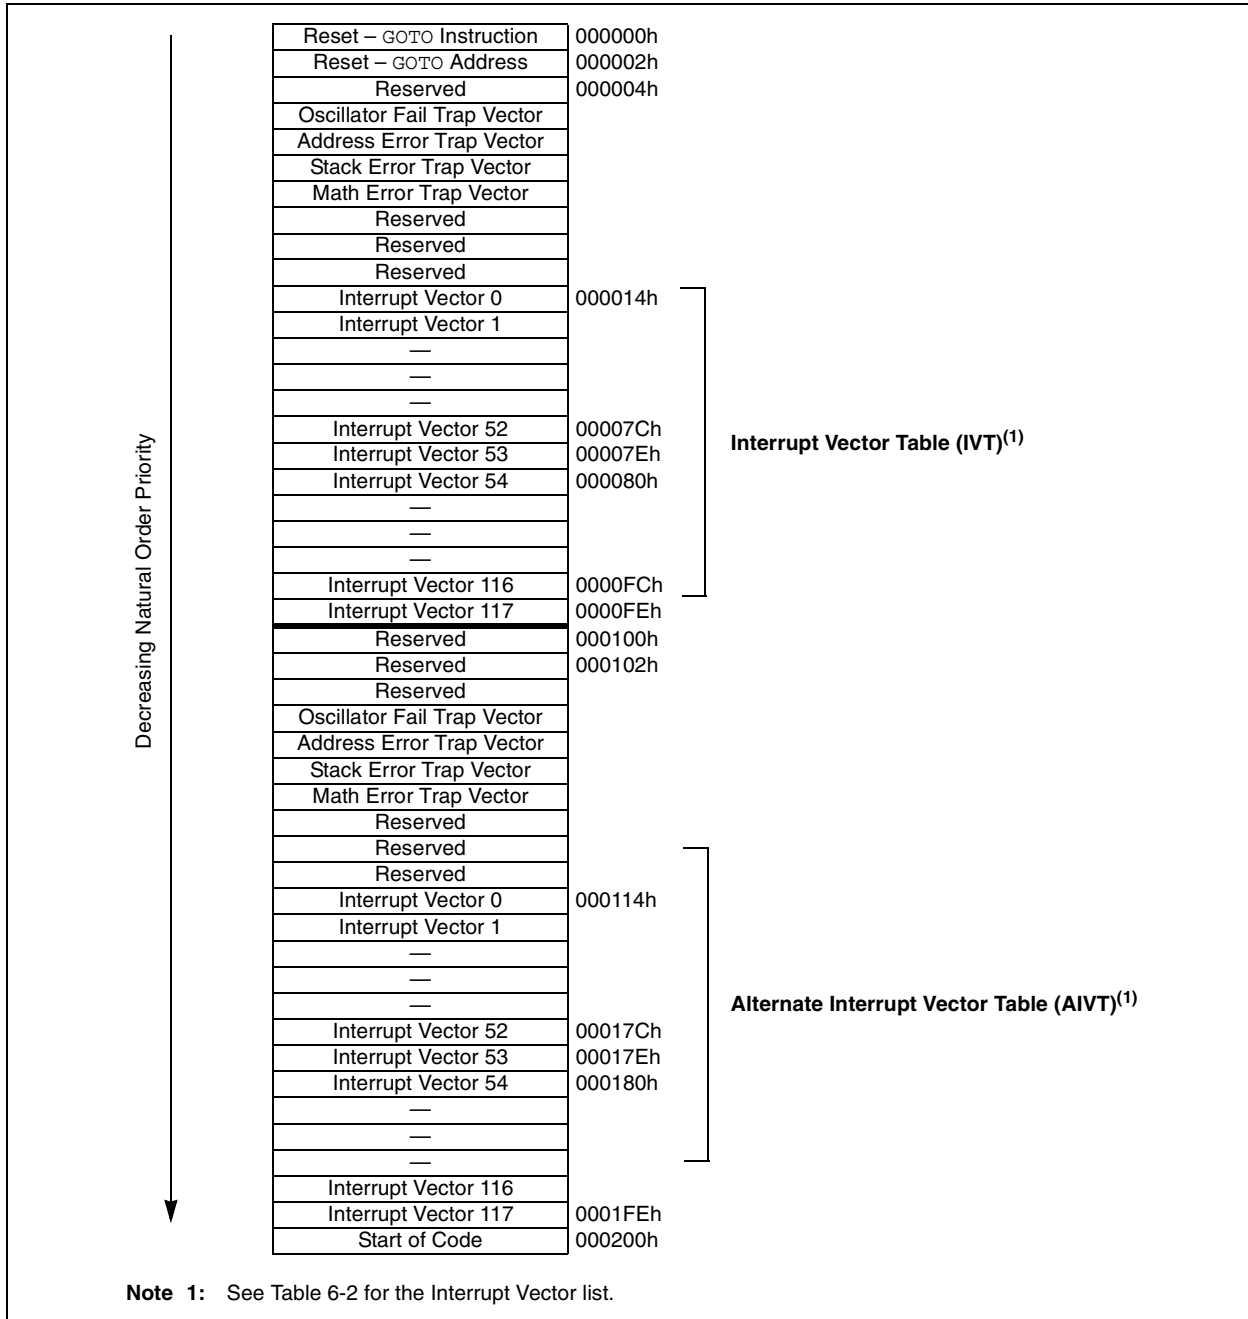 Reset – GOTO Instruction 000000h
Reset – GOTO Address 000002h
Reserved 000004h
Oscillator Fail Trap Vector
Address Error Trap Vector
Stack Error Trap Vector
Math Error Trap Vector
Reserved
Reserved
Reserved
Interrupt Vector 0 000014h
Interrupt Vector 1
—
—
—
Interrupt Vector 52 00007Ch
Interrupt Vector 53 00007Eh
Interrupt Vector 54 000080h
—
—
—
Interrupt Vector 116 0000FCh
Interrupt Vector 117 0000FEh
Reserved 000100h
Reserved 000102h
Reserved
Oscillator Fail Trap Vector
Address Error Trap Vector
Stack Error Trap Vector
Math Error Trap Vector
Reserved
Reserved
Reserved
Interrupt Vector 0 000114h
Interrupt Vector 1
—
—
—
Interrupt Vector 52 00017Ch
Interrupt Vector 53 00017Eh
Interrupt Vector 54 000180h
—
—
—
Interrupt Vector 116
Interrupt Vector 117 0001FEh
Start of Code 000200h
Decreasing Natural Order Priority
Interrupt Vector Table (IVT)(1)
Alternate Interrupt Vector Table (AIVT)(1)
Note 1: See Table 6-2 for the Interrupt Vector list.